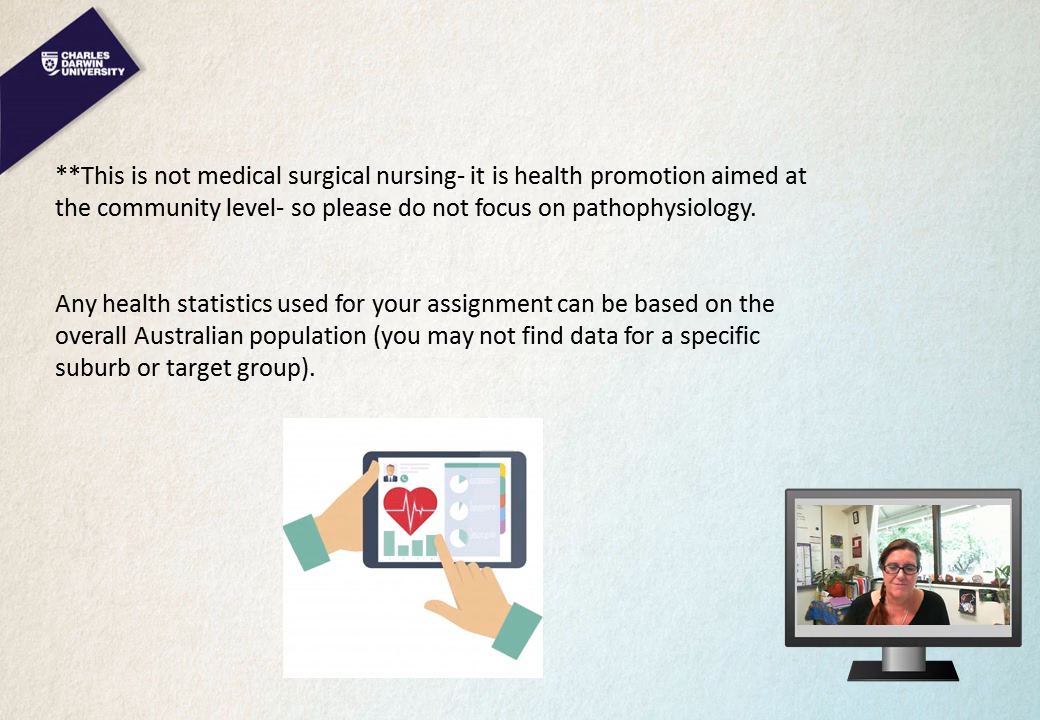 CHARLES
DARWIN
UNIVERSITY
**This is not medical surgical nursing- it is health promotion aimed at
the community level- so please do not focus on pathophysiology.
Any health statistics used for your assignment can be based on the
overall Australian population (you may not find data for a specific
suburb or target group).